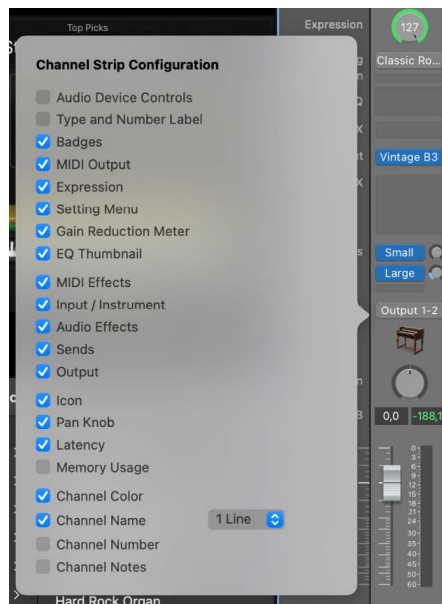 Top Picks
Expression
127
Channel Strip Configuration
Classic Ro...
Audio Device Controls
Type and Number Label
Badges
MIDI Output
Vintage B3
Expression
Setting Menu
Gain Reduction Meter
EQ Thumbnail
Small
MIDI Effects
Large
Input / Instrument
Audio Effects
Output 1-2
Sends
Output
Icon
Pan Knob
0,0 -188,1
Latency
Memory Usage
0
3
6
9
12
15
18
21
24
30
35
40
45
50
60
Channel Color
Channel Name 1 Line
Channel Number
Channel Notes
Hard Rock Organ